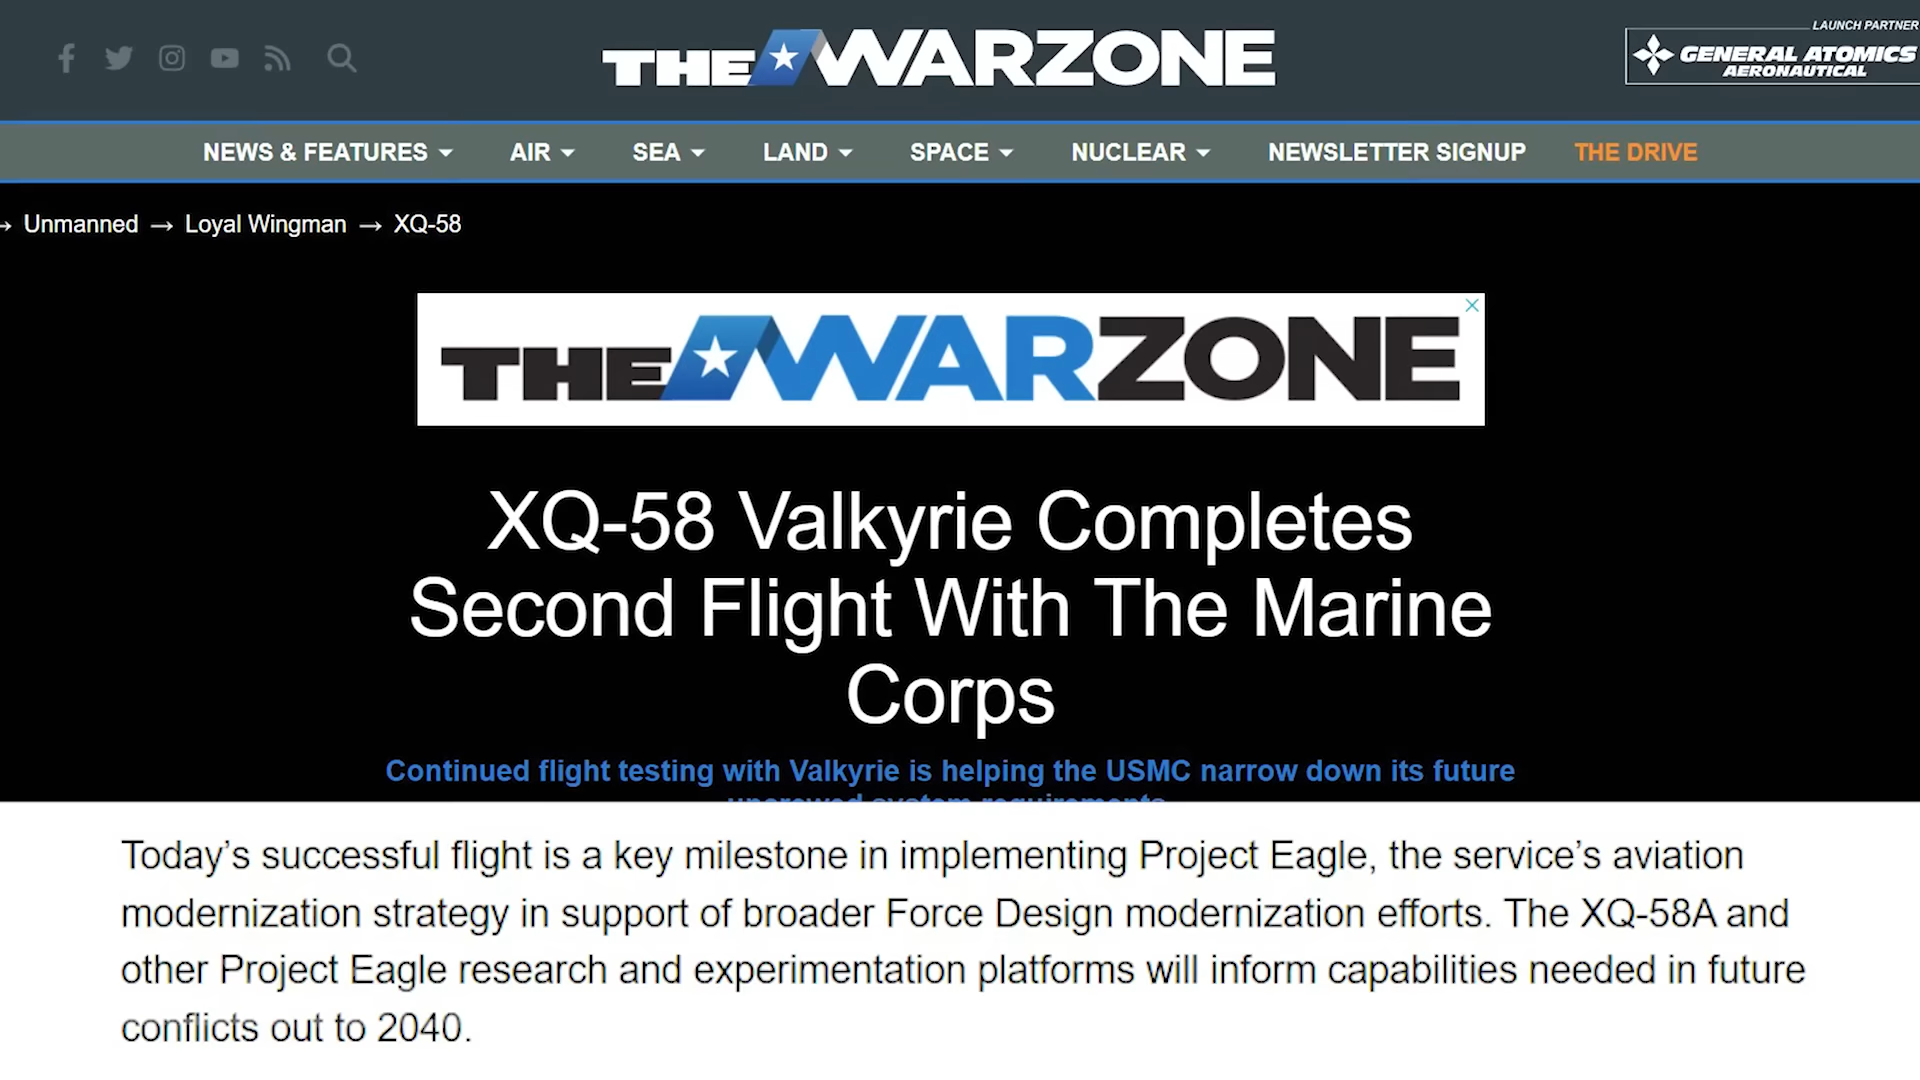 LAUNCH PARTNER
THE WARZONE
GENERAL ATOMICS
AERONAUTICAL
NEWS & FEATURES AIR SEA LAND SPACE NUCLEAR NEWSLETTER SIGNUP THE DRIVE
→ Unmanned → Loyal Wingman → XQ-58
THE WARZONE
XQ-58 Valkyrie Completes
Second Flight With The Marine
Corps
Continued flight testing with Valkyrie is helping the USMC narrow down its future
uncrewed system requirements.
Today’s successful flight is a key milestone in implementing Project Eagle, the service’s aviation
modernization strategy in support of broader Force Design modernization efforts. The XQ-58A and
other Project Eagle research and experimentation platforms will inform capabilities needed in future
conflicts out to 2040.